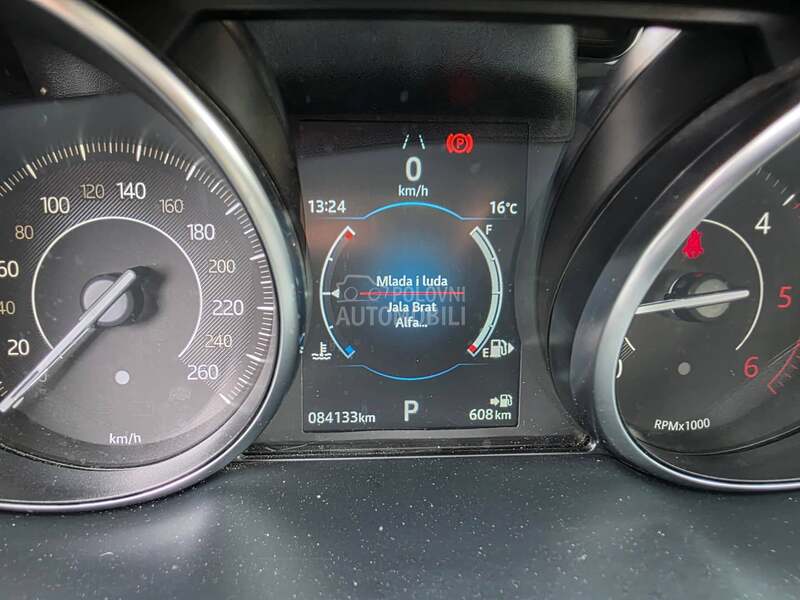 0
km/h
13:24
16°C
F
Mlada i luda
POLOVNI
Jala Brat
AUTOMOBILI
Alfa...
E
084133km
P
608km
20
40
60
80
100
120
140
160
180
200
220
240
260
km/h
0
4
5
6
RPMx1000
P